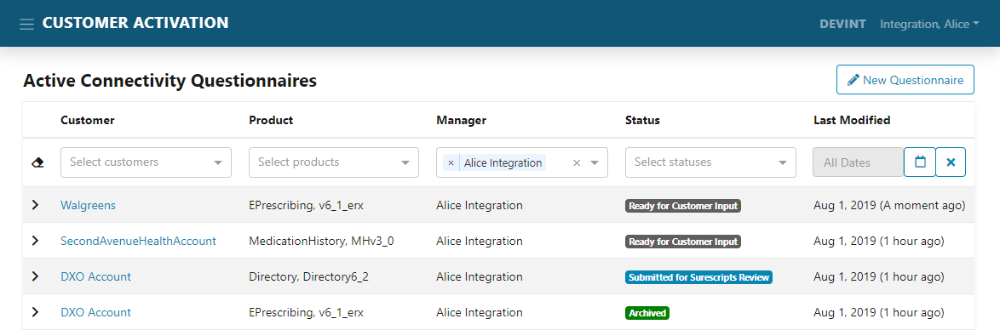 CUSTOMER ACTIVATION DEVINT Integration, Alice
Active Connectivity Questionnaires New Questionnaire
Customer Product Manager Status Last Modified
Select customers Select products × Alice Integration × Select statuses All Dates
Walgreens EPrescribing, v6_1_erx Alice Integration Ready for Customer Input Aug 1, 2019 (A moment ago)
SecondAvenueHealthAccount MedicationHistory, MHv3_0 Alice Integration Ready for Customer Input Aug 1, 2019 (1 hour ago)
DXO Account Directory, Directory6_2 Alice Integration Submitted for Surescripts Review Aug 1, 2019 (1 hour ago)
DXO Account EPrescribing, v6_1_erx Alice Integration Archived Aug 1, 2019 (1 hour ago)